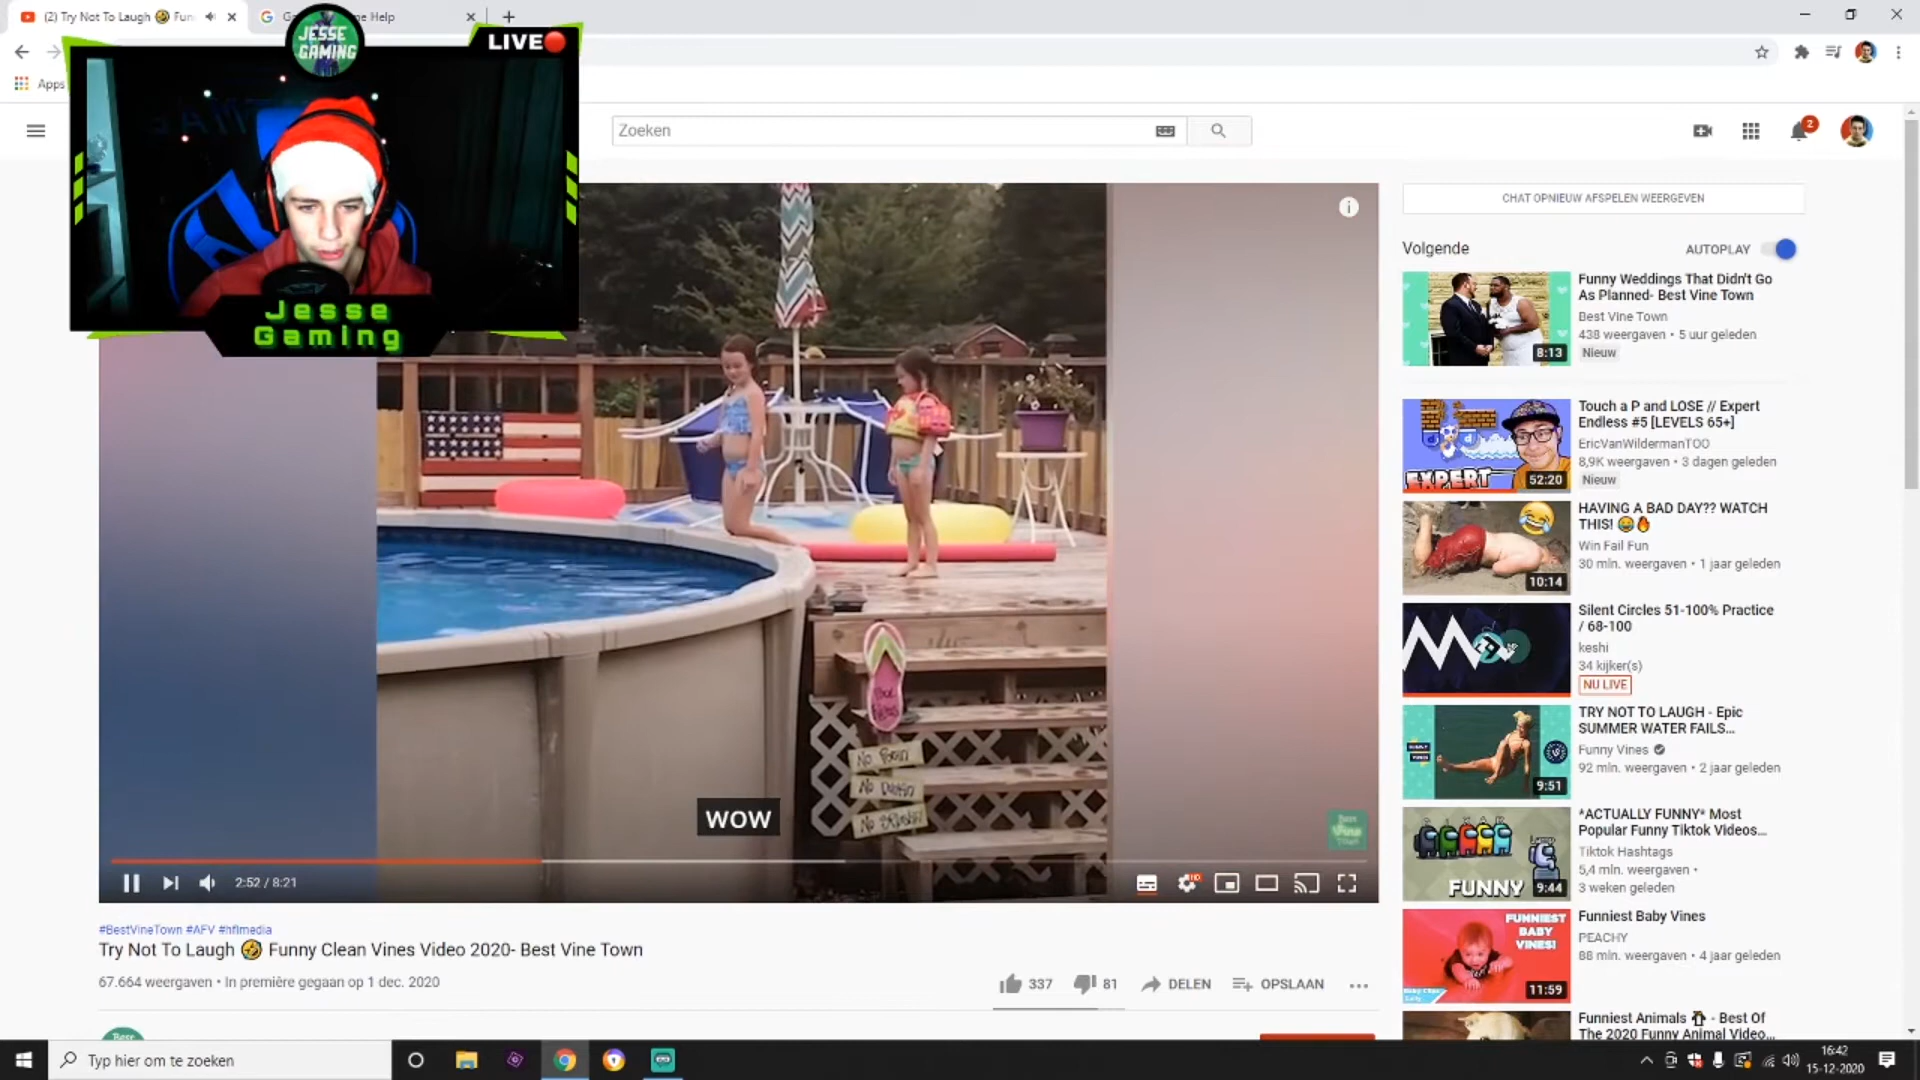 (2) Try Not To Laugh 🤣 Fun
me Help
JESSE
GAMING
LIVE
Apps
Jesse
Gaming
Zoeken
2
CHAT OPNIEUW AFSPELEN WEERGEVEN
Volgende
AUTOPLAY
Funny Weddings That Didn't Go
As Planned- Best Vine Town
Best Vine Town
438 weergaven • 5 uur geleden
Nieuw
8:13
Touch a P and LOSE // Expert
Endless #5 [LEVELS 65+]
EricVanWildermanTOO
8,9K weergaven • 3 dagen geleden
Nieuw
EXPERT
52:20
HAVING A BAD DAY?? WATCH
THIS! 😂🔥
Win Fail Fun
30 mln. weergaven • 1 jaar geleden
10:14
Silent Circles 51-100% Practice
/ 68-100
keshi
34 kijker(s)
NU LIVE
TRY NOT TO LAUGH - Epic
SUMMER WATER FAILS...
Funny Vines
92 mln. weergaven • 2 jaar geleden
9:51
*ACTUALLY FUNNY* Most
Popular Funny Tiktok Videos...
Tiktok Hashtags
5,4 mln. weergaven •
3 weken geleden
FUNNY
9:44
Funniest Baby Vines
PEACHY
88 mln. weergaven • 4 jaar geleden
FUNNIEST
BABY
VINES!
11:59
Funniest Animals 🐧 - Best Of
The 2020 Funny Animal Video...
No
No
No
wow
Best
Vine
Town
2:52 / 8:21
HD
#BestVineTown #AFV #hflmedia
Try Not To Laugh 🤣 Funny Clean Vines Video 2020- Best Vine Town
67.664 weergaven • In première gegaan op 1 dec. 2020
337
81
DELEN
OPSLAAN
Typ hier om te zoeken
16:42
15-12-2020